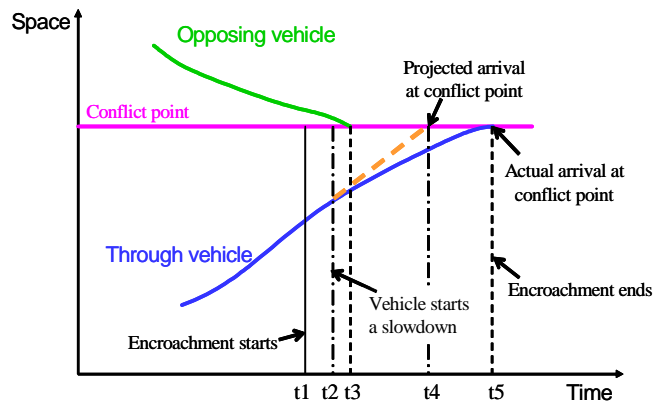 Space
Opposing vehicle
Projected arrival
at conflict point
Conflict point
Actual arrival at
conflict point
Through vehicle
Vehicle starts
a slowdown
Encroachment ends
Encroachment starts
t1 t2 t3 t4 t5 Time